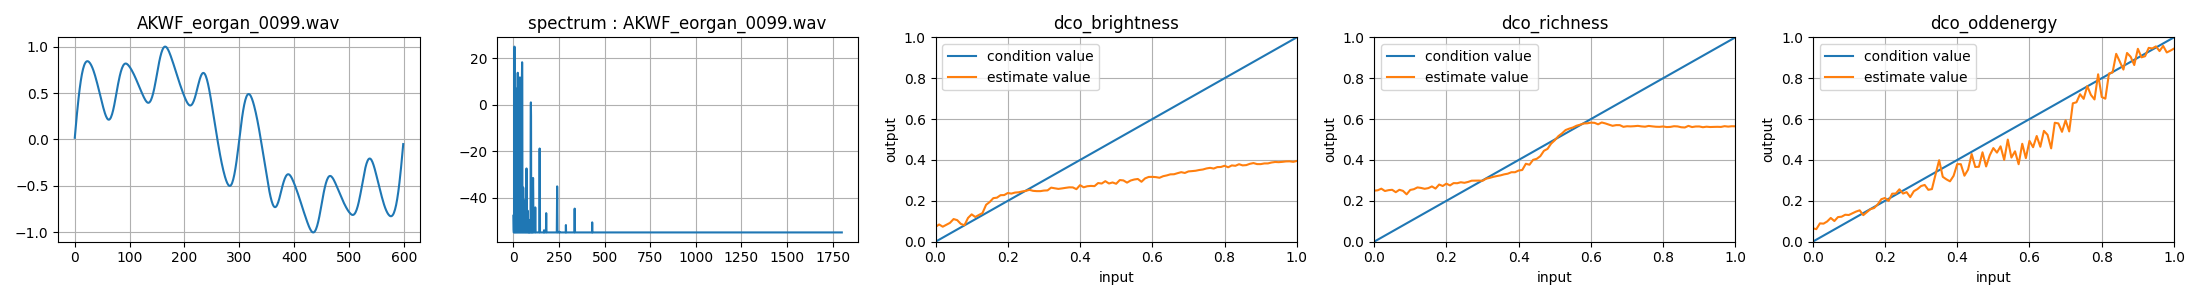 AKWF_eorgan_0099.wav
1.0
0.5
0.0
−0.5
−1.0
0 100 200 300 400 500 600
spectrum : AKWF_eorgan_0099.wav
20
0
−20
−40
0 250 500 750 1000 1250 1500 1750
dco_brightness
condition value
estimate value
output
1.0
0.8
0.6
0.4
0.2
0.0
0.0 0.2 0.4 0.6 0.8 1.0
input
dco_richness
condition value
estimate value
output
1.0
0.8
0.6
0.4
0.2
0.0
0.0 0.2 0.4 0.6 0.8 1.0
input
dco_oddenergy
condition value
estimate value
output
1.0
0.8
0.6
0.4
0.2
0.0
0.0 0.2 0.4 0.6 0.8 1.0
input